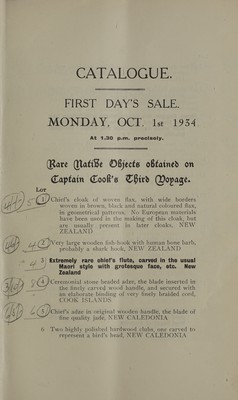 CATALOGUE.
FIRST DAY'S SALE.
MONDAY, OCT. 1st 1934
At 1.30 p.m. precisely.
Rare Native Objects obtained on
Captain Cook's Third Voyage.
LOT
1 Chief's cloak of woven flax, with wide borders
woven in brown, black and natural coloured flax,
in geometrical patterns. No European materials
have been used in the making of this cloak, but
are usually present in later cloaks, NEW
ZEALAND
2 Very large wooden fish hook with human bone barb,
probably a shark hook, NEW ZEALAND
3 Extremely rare chief's flute, carved in the usual
Maori style with grotesque face, etc. New
Zealand
4 Ceremonial stone headed adze, the blade inserted in
the finely carved wood handle, and secured with
an elaborate binding of very finely braided cord,
COOK ISLANDS
5 Chief's adze in original wooden handle, the blade of
fine quality jade, NEW CALEDONIA
6 Two highly polished hardwood clubs, one carved to
represent a bird's head, NEW CALEDONIA